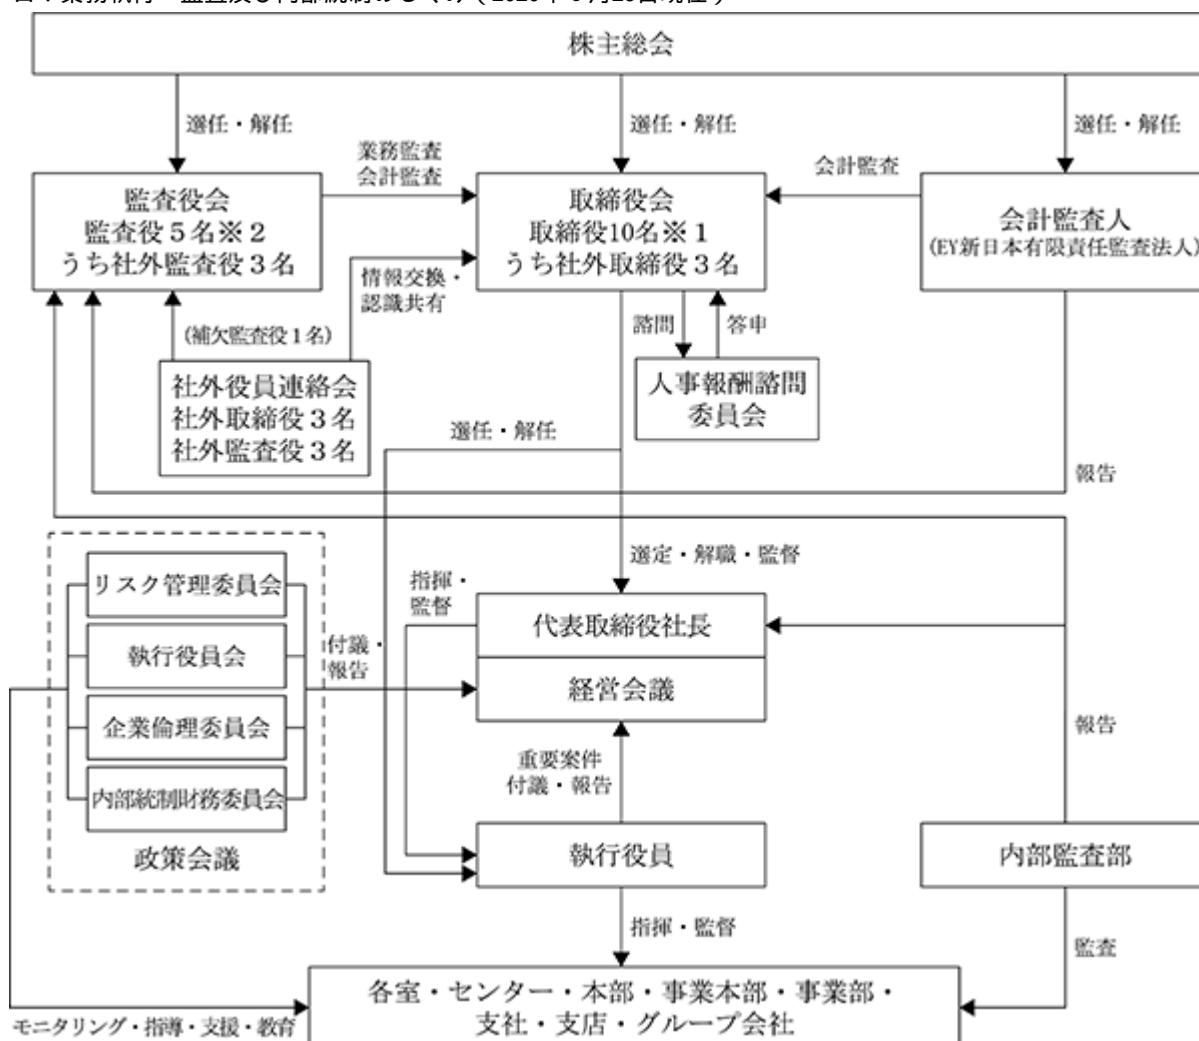 株主総会
選任・解任
選任・解任
選任・解任
業務監査
会計監査
会計監査
監査役会
監査役５名※２
うち社外監査役３名
取締役会
取締役10名※１
うち社外取締役３名
会計監査人
(EY新日本有限責任監査法人)
情報交換・
認識共有
(補欠監査役１名)
諮問
答申
社外役員連絡会
社外取締役３名
社外監査役３名
人事報酬諮問
委員会
選任・解任
報告
選定・解職・監督
指揮・
監督
リスク管理委員会
執行役員会
企業倫理委員会
内部統制財務委員会
政策会議
付議・
報告
代表取締役社長
経営会議
報告
重要案件
付議・報告
執行役員
内部監査部
指揮・監督
監査
各室・センター・本部・事業本部・事業部・
支社・支店・グループ会社
モニタリング・指導・支援・教育